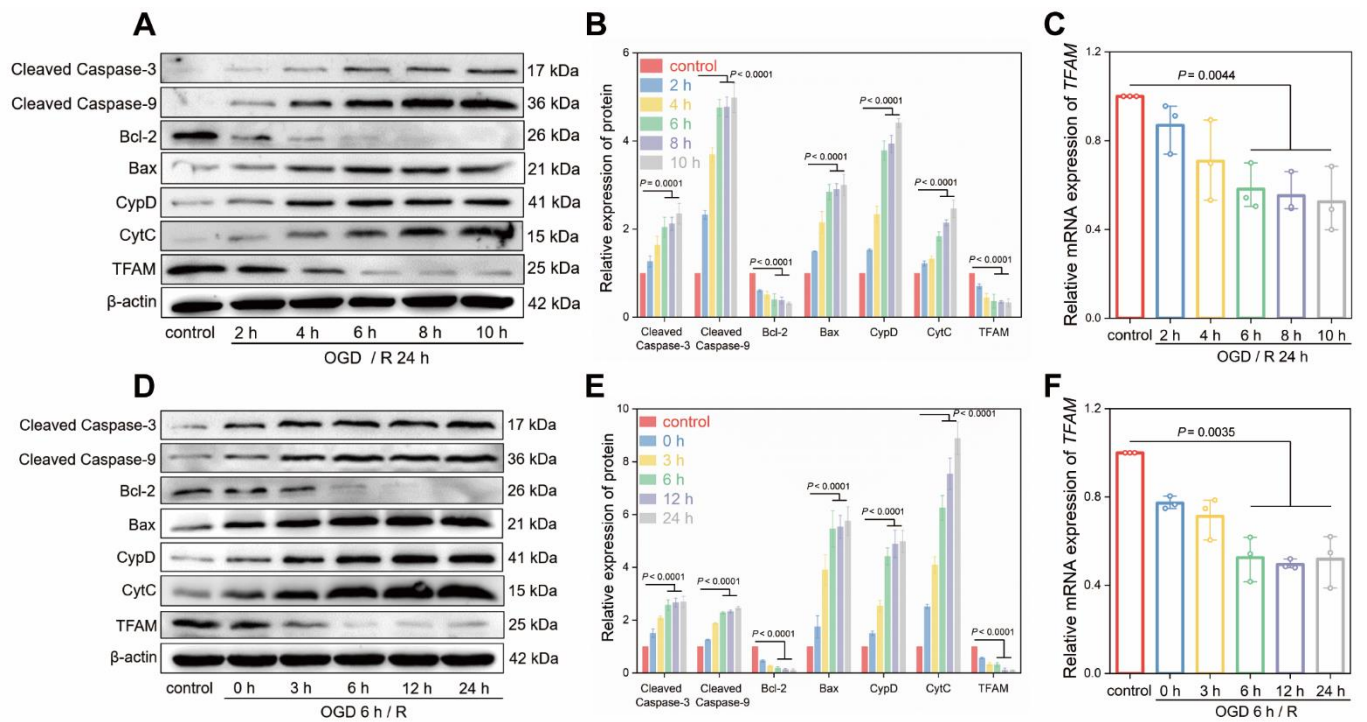 A
Cleaved Caspase-3
17 kDa
Cleaved Caspase-9
36 kDa
Bcl-2
26 kDa
Bax
21 kDa
CypD
41 kDa
CytC
15 kDa
TFAM
25 kDa
β-actin
42 kDa
control 2 h 4 h 6 h 8 h 10 h
OGD / R 24 h
B
Relative expression of protein
6
4
2
0
control
2 h
4 h
6 h
8 h
10 h
P = 0.0001
P < 0.0001
P < 0.0001
P < 0.0001
P < 0.0001
P < 0.0001
P < 0.0001
Cleaved Caspase-3
Cleaved Caspase-9
Bcl-2
Bax
CypD
CytC
TFAM
C
Relative mRNA expression of TFAM
1.2
0.8
0.4
0.0
P = 0.0044
control 2 h 4 h 6 h 8 h 10 h
OGD / R 24 h
D
Cleaved Caspase-3
17 kDa
Cleaved Caspase-9
36 kDa
Bcl-2
26 kDa
Bax
21 kDa
CypD
41 kDa
CytC
15 kDa
TFAM
25 kDa
β-actin
42 kDa
control 0 h 3 h 6 h 12 h 24 h
OGD 6 h / R
E
Relative expression of protein
10
8
6
4
2
0
control
0 h
3 h
6 h
12 h
24 h
P < 0.0001
P < 0.0001
P < 0.0001
P < 0.0001
P < 0.0001
P < 0.0001
P < 0.0001
Cleaved Caspase-3
Cleaved Caspase-9
Bcl-2
Bax
CypD
CytC
TFAM
F
Relative mRNA expression of TFAM
1.2
0.8
0.4
0.0
P = 0.0035
control 0 h 3 h 6 h 12 h 24 h
OGD 6 h / R